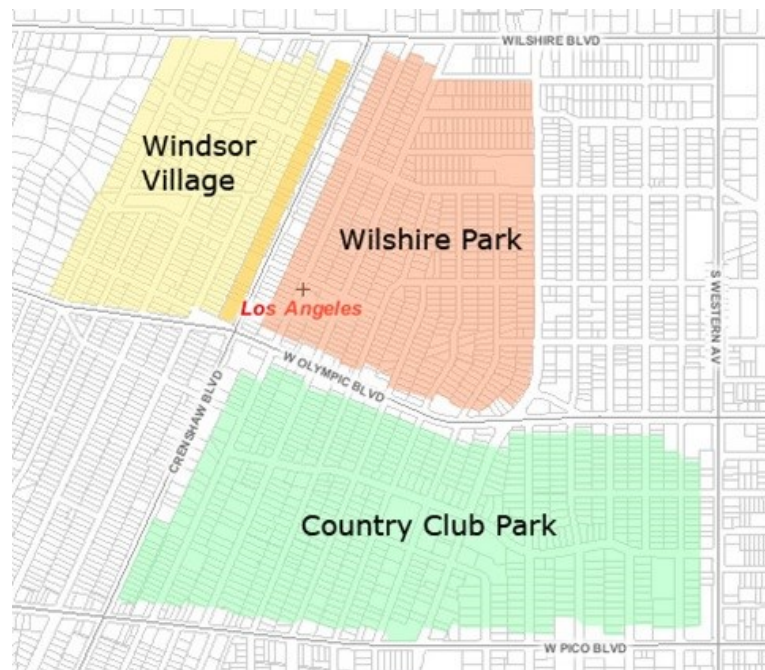 WILSHIRE BLVD
Windsor
Village
Wilshire Park
S WESTERN AV
Los Angeles
W OLYMPIC BLVD
CRENSHAW BLVD
Country Club Park
W PICO BLVD